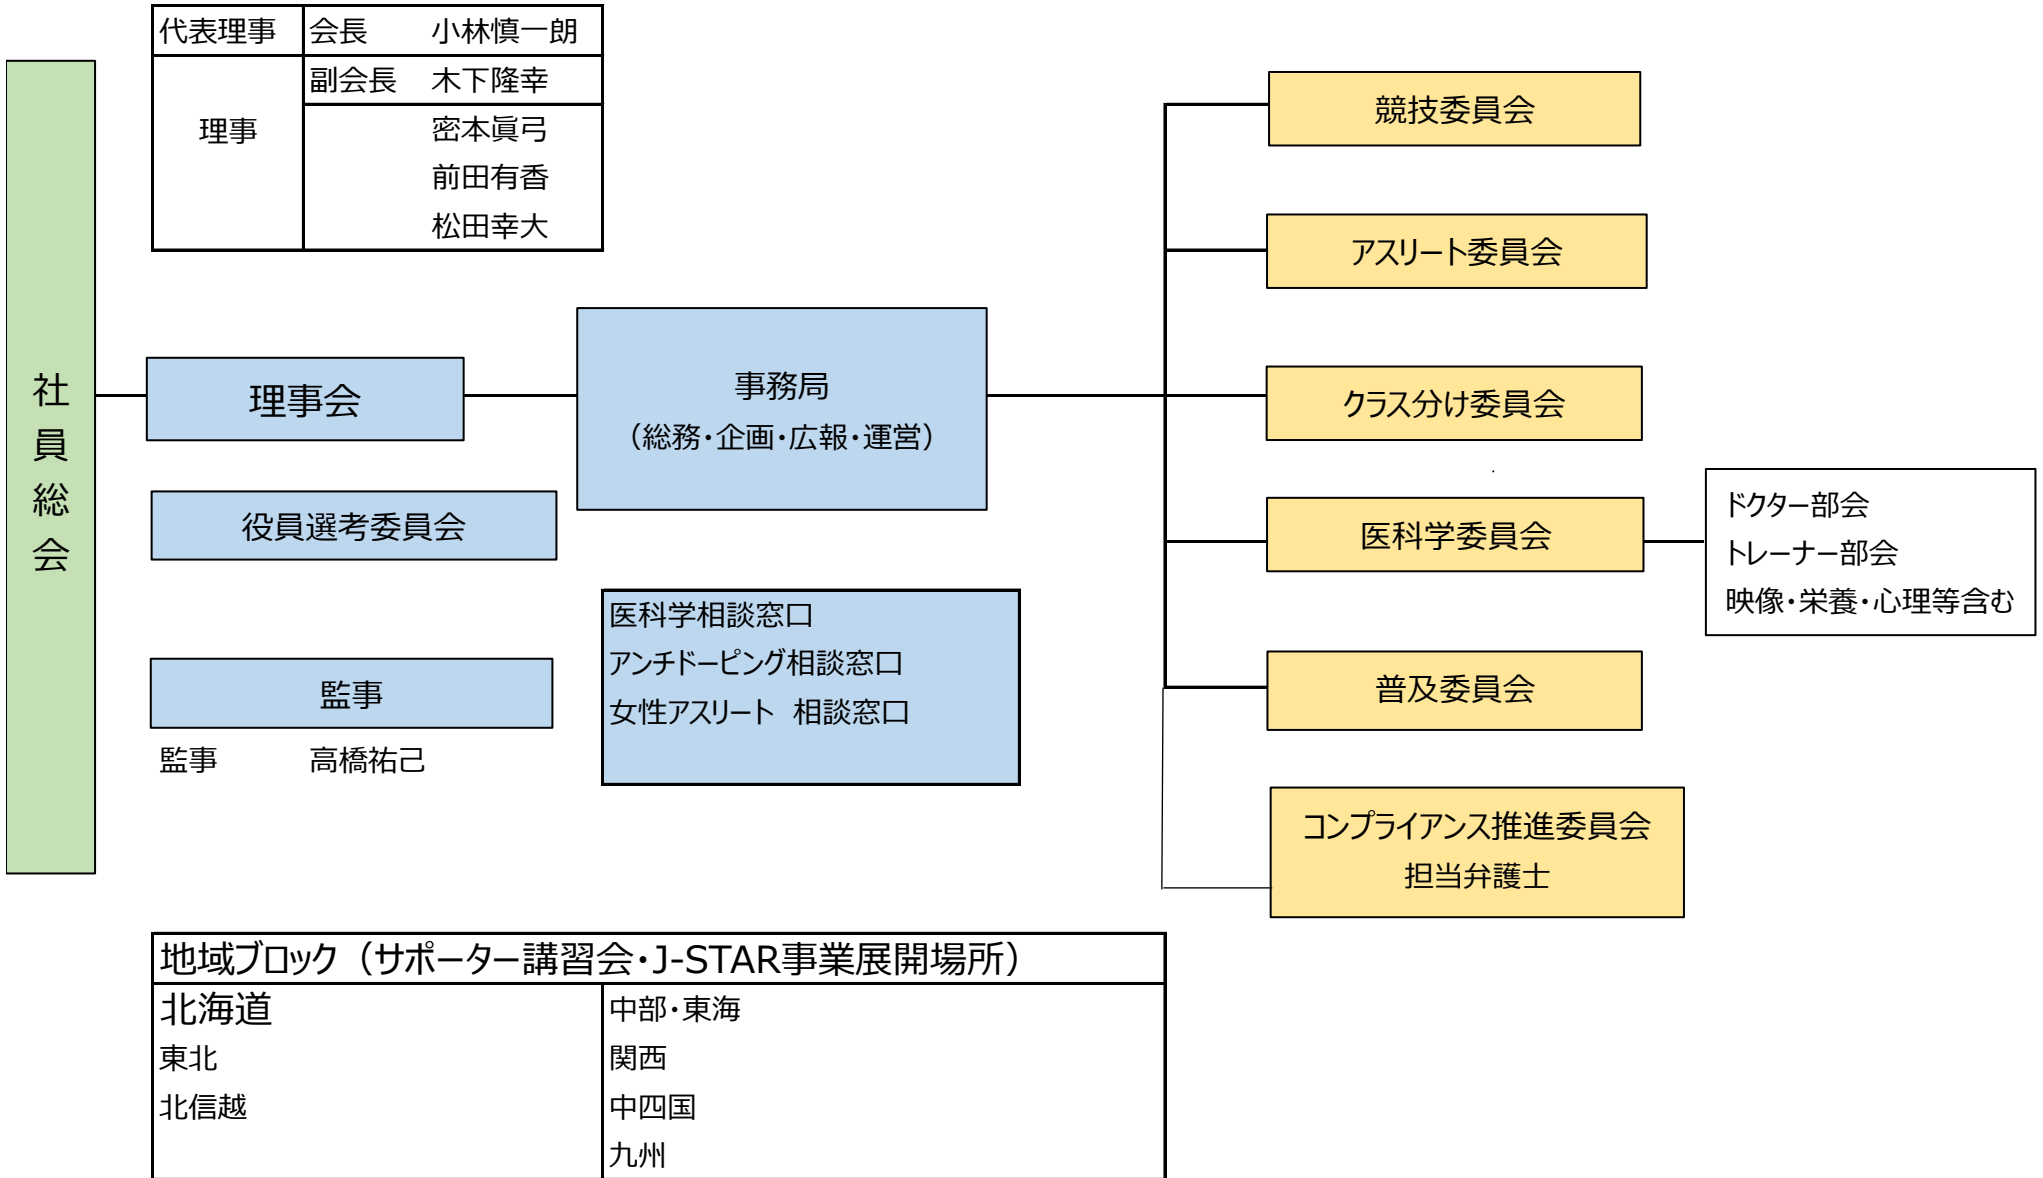 代表理事 会長 小林慎一朗
理事 副会長 木下隆幸
密本眞弓
前田有香
松田幸大
社員総会
理事会
役員選考委員会
監事
監事 高橋祐己
事務局
（総務・企画・広報・運営）
医科学相談窓口
アンチドーピング相談窓口
女性アスリート 相談窓口
競技委員会
アスリート委員会
クラス分け委員会
医科学委員会
ドクター部会
トレーナー部会
映像・栄養・心理等含む
普及委員会
コンプライアンス推進委員会
担当弁護士
地域ブロック（サポーター講習会・J-STAR事業展開場所）
北海道
東北
北信越
中部・東海
関西
中四国
九州